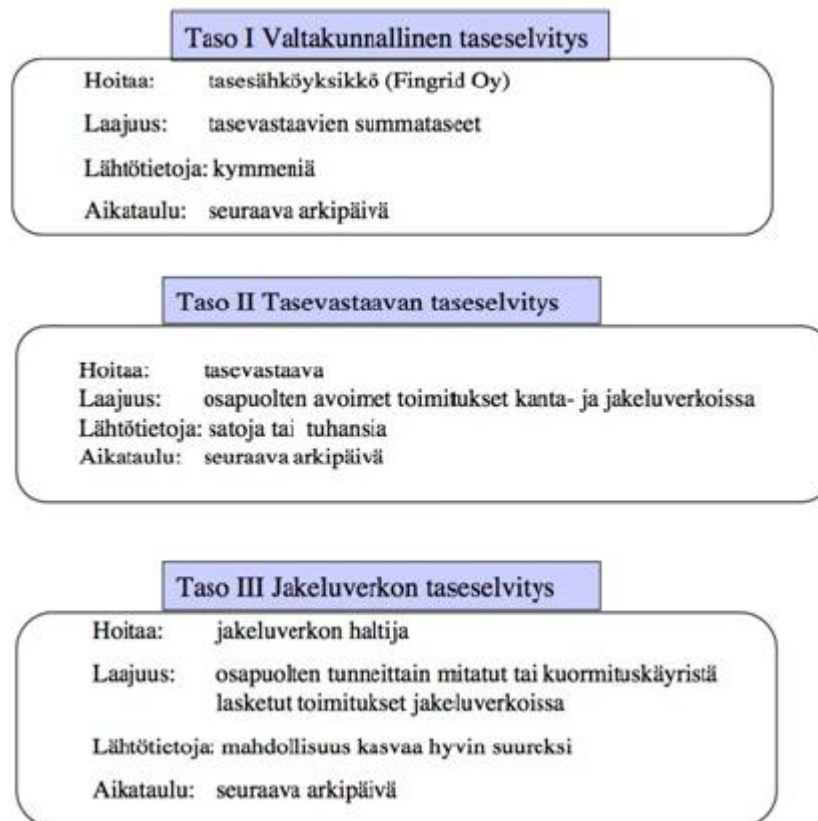 Taso I Valtakunnallinen taseselvitys
Hoitaa: tasesähköyksikkö (Fingrid Oy)
Laajuus: tasevastaavien summataseet
Lähtötietoja: kymmeniä
Aikataulu: seuraava arkipäivä
Taso II Tasevastaavan taseselvitys
Hoitaa: tasevastaava
Laajuus: osapuolten avoimet toimitukset kanta- ja jakeluverkoissa
Lähtötietoja: satoja tai tuhansia
Aikataulu: seuraava arkipäivä
Taso III Jakeluverkon taseselvitys
Hoitaa: jakeluverkon haltija
Laajuus: osapuolten tunneittain mitatut tai kuormituskäyristä
lasketut toimitukset jakeluverkoissa
Lähtötietoja: mahdollisuus kasvaa hyvin suureksi
Aikataulu: seuraava arkipäivä